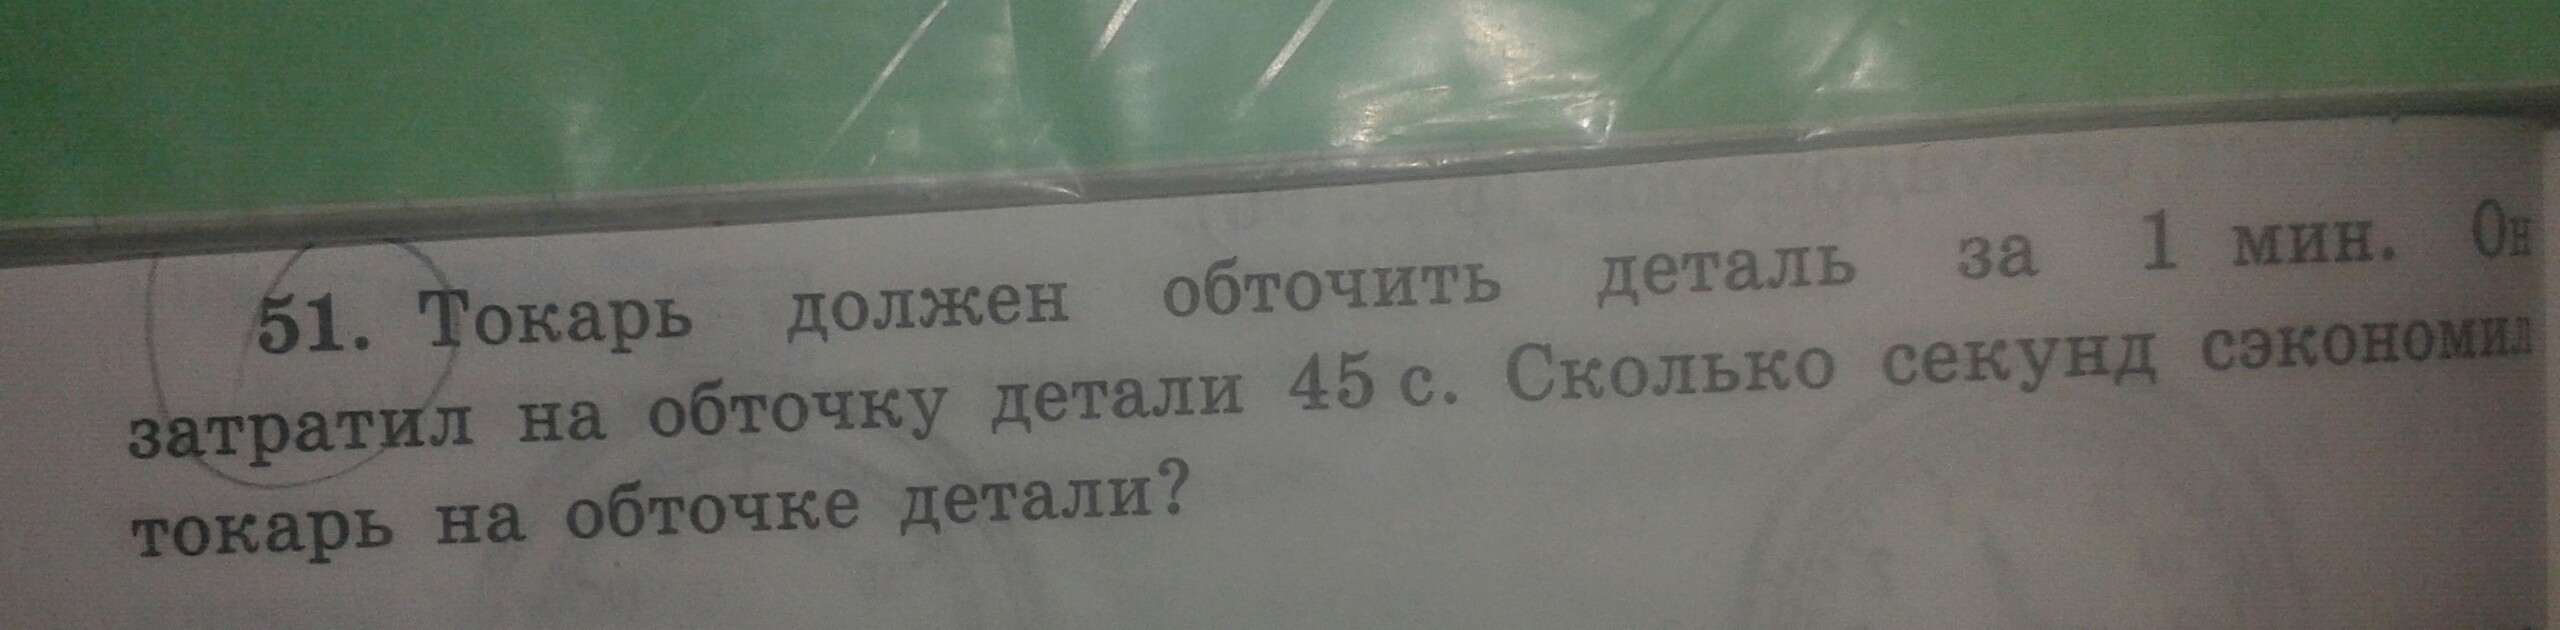 51. Токарь должен обточить деталь за 1 мин. Он
затратил на обточку детали 45 с. Сколько секунд сэкономил
токарь на обточке детали?